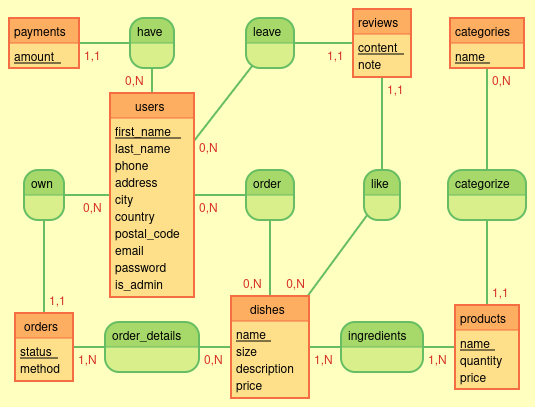 payments
amount
1,1
have
0,N
leave
1,1
0,N
reviews
content
note
1,1
categories
name
0,N
users
first_name
last_name
phone
address
city
country
postal_code
email
password
is_admin
own
0,N
1,1
order
0,N
0,N
like
0,N
categorize
1,1
orders
status
method
1,N
order_details
0,N
dishes
name
size
description
price
1,N
ingredients
1,N
products
name
quantity
price